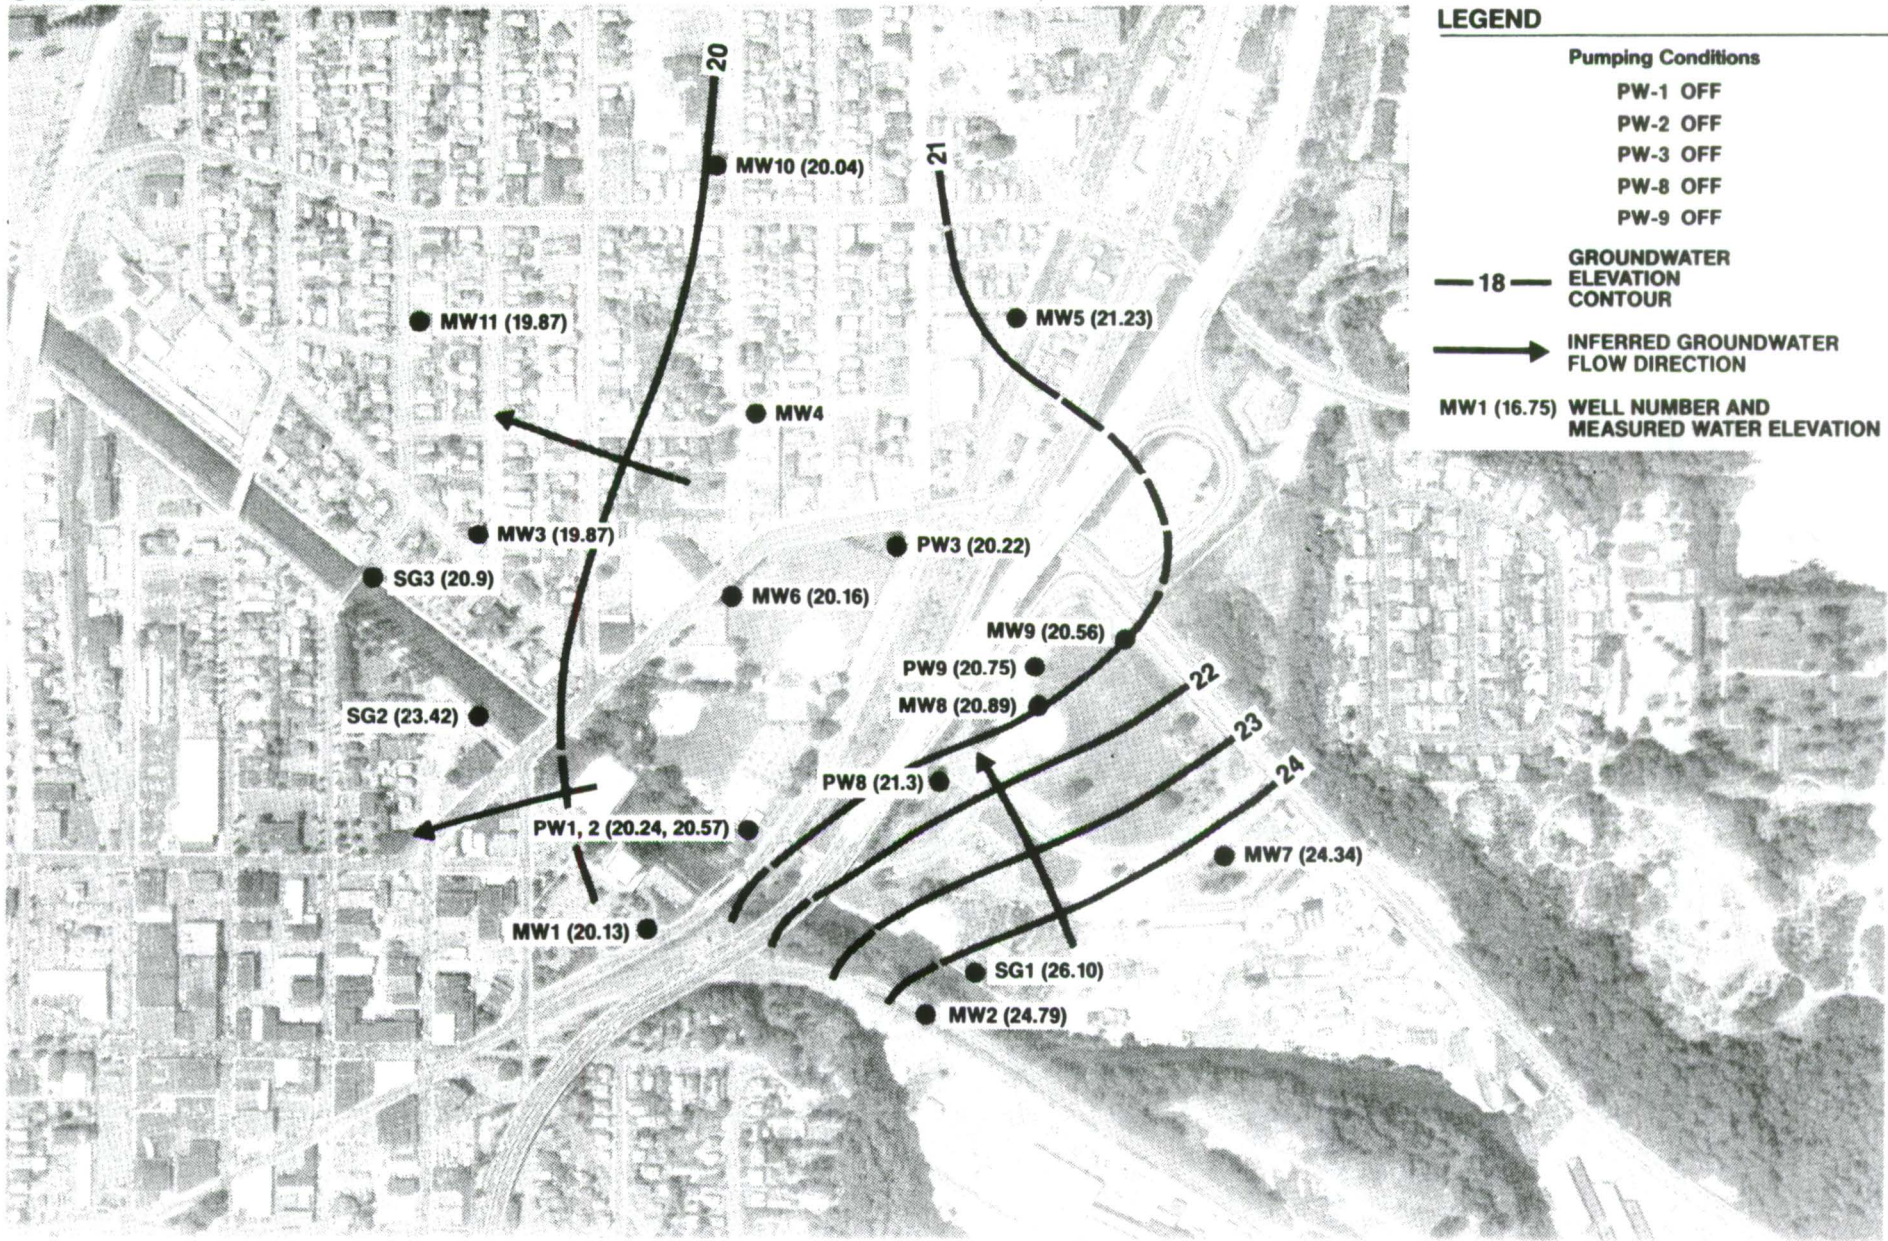 LEGEND
Pumping Conditions
PW-1 OFF
PW-2 OFF
PW-3 OFF
PW-8 OFF
PW-9 OFF
18
GROUNDWATER
ELEVATION
CONTOUR
INFERRED GROUNDWATER
FLOW DIRECTION
MW1 (16.75) WELL NUMBER AND
MEASURED WATER ELEVATION
20
21
MW10 (20.04)
MW11 (19.87)
MW5 (21.23)
MW4
MW3 (19.87)
PW3 (20.22)
SG3 (20.9)
MW6 (20.16)
MW9 (20.56)
PW9 (20.75)
MW8 (20.89)
22
SG2 (23.42)
23
24
PW8 (21.3)
PW1, 2 (20.24, 20.57)
MW7 (24.34)
MW1 (20.13)
SG1 (26.10)
MW2 (24.79)